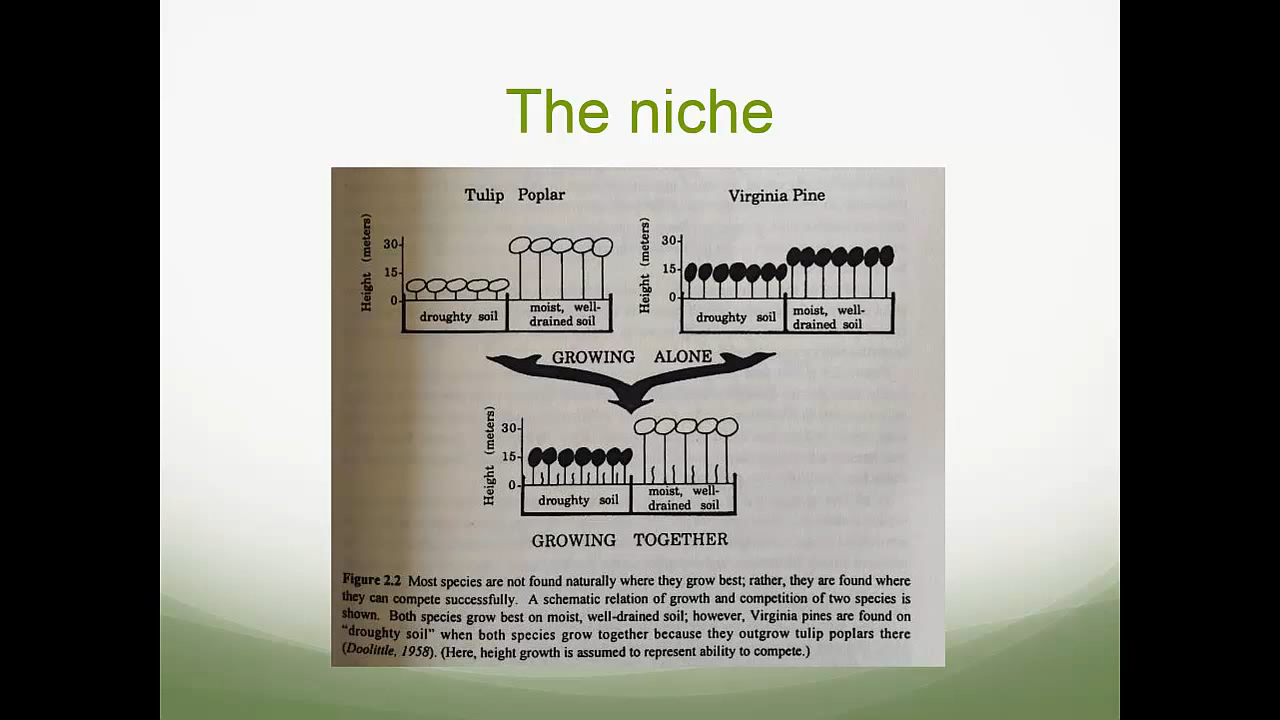 The niche
Tulip Poplar
Virginia Pine
Height (meters)
30
15
0
droughty soil
moist, well-
drained soil
Height (meters)
30
15
0
droughty soil
moist, well-
drained soil
GROWING ALONE
Height (meters)
30
15
0
droughty soil
moist, well-
drained soil
GROWING TOGETHER
Figure 2.2 Most species are not found naturally where they grow best; rather, they are found where
they can compete successfully. A schematic relation of growth and competition of two species is
shown. Both species grow best on moist, well-drained soil; however, Virginia pines are found on
"droughty soil" when both species grow together because they outgrow tulip poplars there
(Doolittle, 1958). (Here, height growth is assumed to represent ability to compete.)